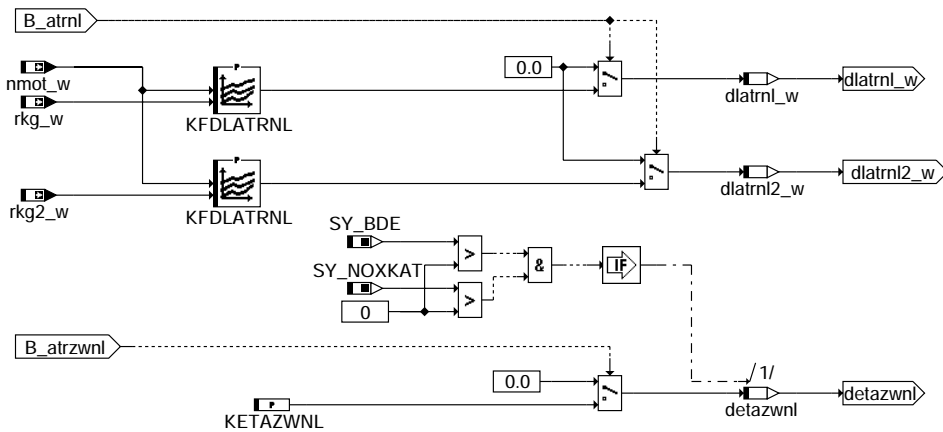 B_atrnl
nmot_w
rkg_w
P
KFDLATRNL
0.0
dlatrnl_w
dlatrnl_w
rkg2_w
P
KFDLATRNL
dlatrnl2_w
dlatrnl2_w
SY_BDE
>
&
IF
SY_NOXKAT
>
0
B_atrzwnl
0.0
/1/
P
KETAZWNL
detazwnl
detazwnl